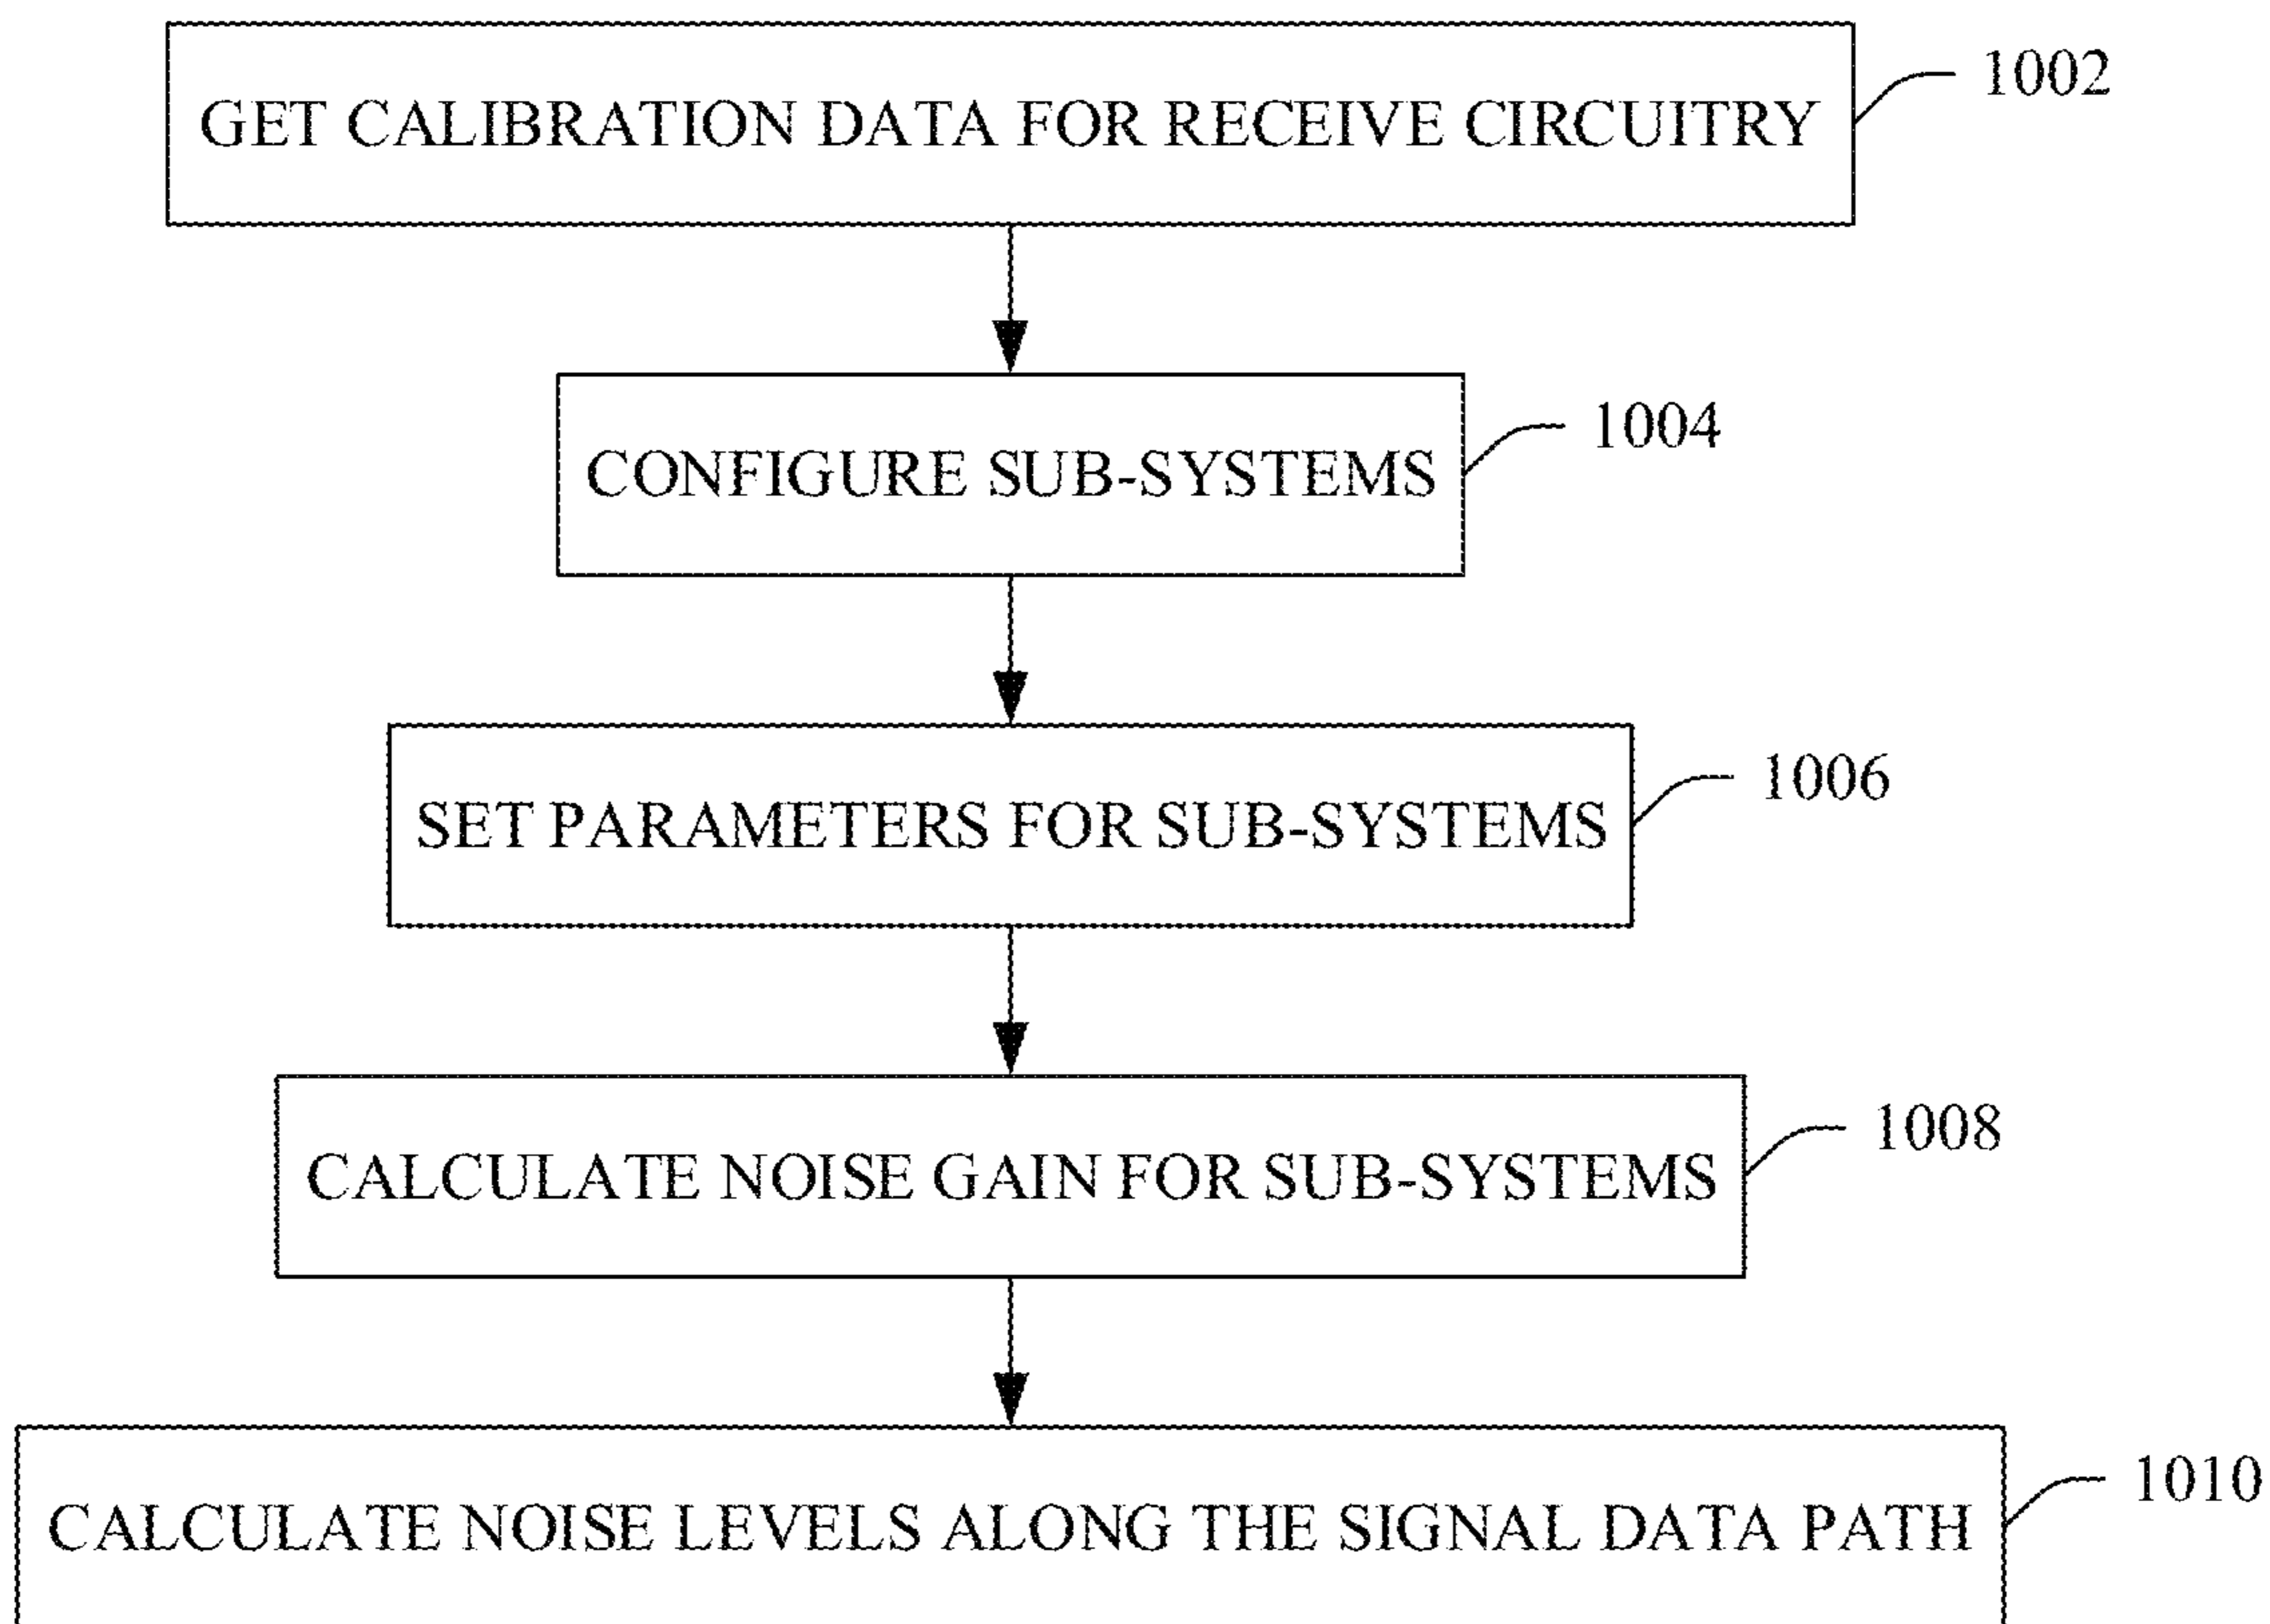 GET CALIBRATION DATA FOR RECEIVE CIRCUITRY
1002
CONFIGURE SUB-SYSTEMS
1004
SET PARAMETERS FOR SUB-SYSTEMS
1006
CALCULATE NOISE GAIN FOR SUB-SYSTEMS
1008
CALCULATE NOISE LEVELS ALONG THE SIGNAL DATA PATH
1010